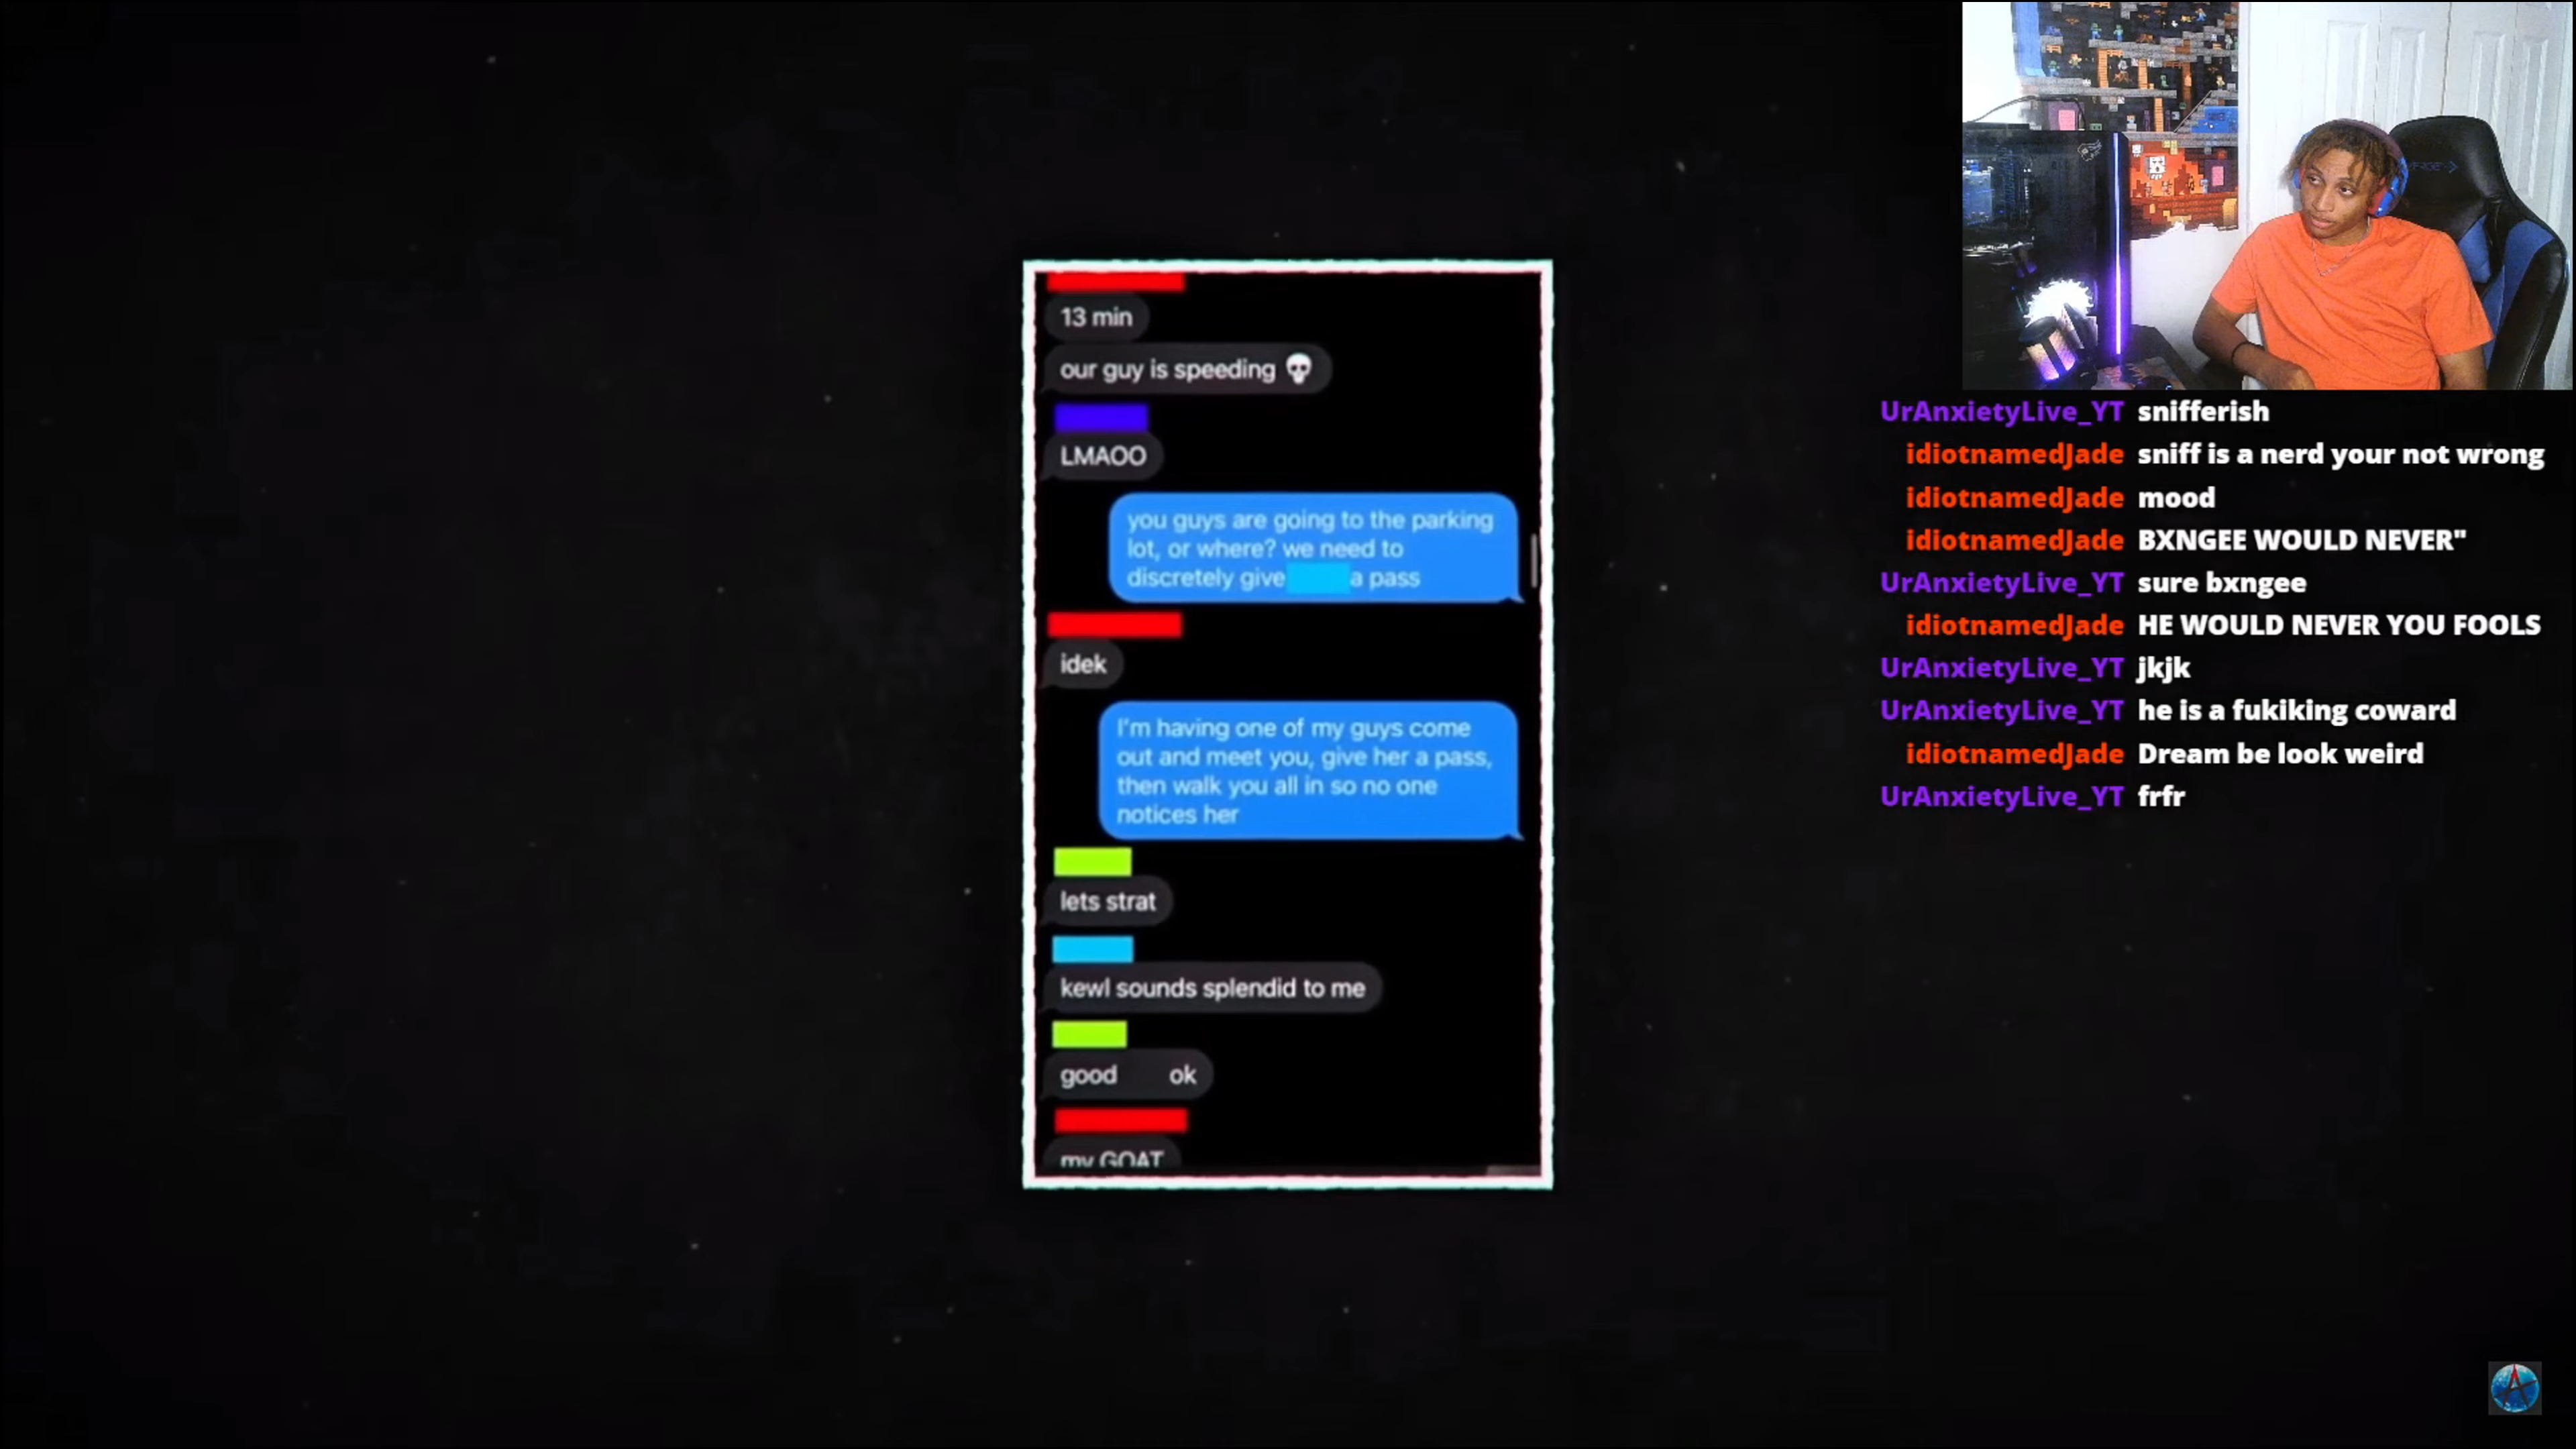 13 min
our guy is speeding 💀
LMAOO
you guys are going to the parking
lot, or where? we need to
discretely give a pass
idek
I'm having one of my guys come
out and meet you, give her a pass,
then walk you all in so no one
notices her
lets strat
kewl sounds splendid to me
good ok
my GOAT
UrAnxietyLive_YT snifferish
idiotnamedJade sniff is a nerd your not wrong
idiotnamedJade mood
idiotnamedJade BXNGEE WOULD NEVER"
UrAnxietyLive_YT sure bxngee
idiotnamedJade HE WOULD NEVER YOU FOOLS
UrAnxietyLive_YT jkjk
UrAnxietyLive_YT he is a fukiking coward
idiotnamedJade Dream be look weird
UrAnxietyLive_YT frfr